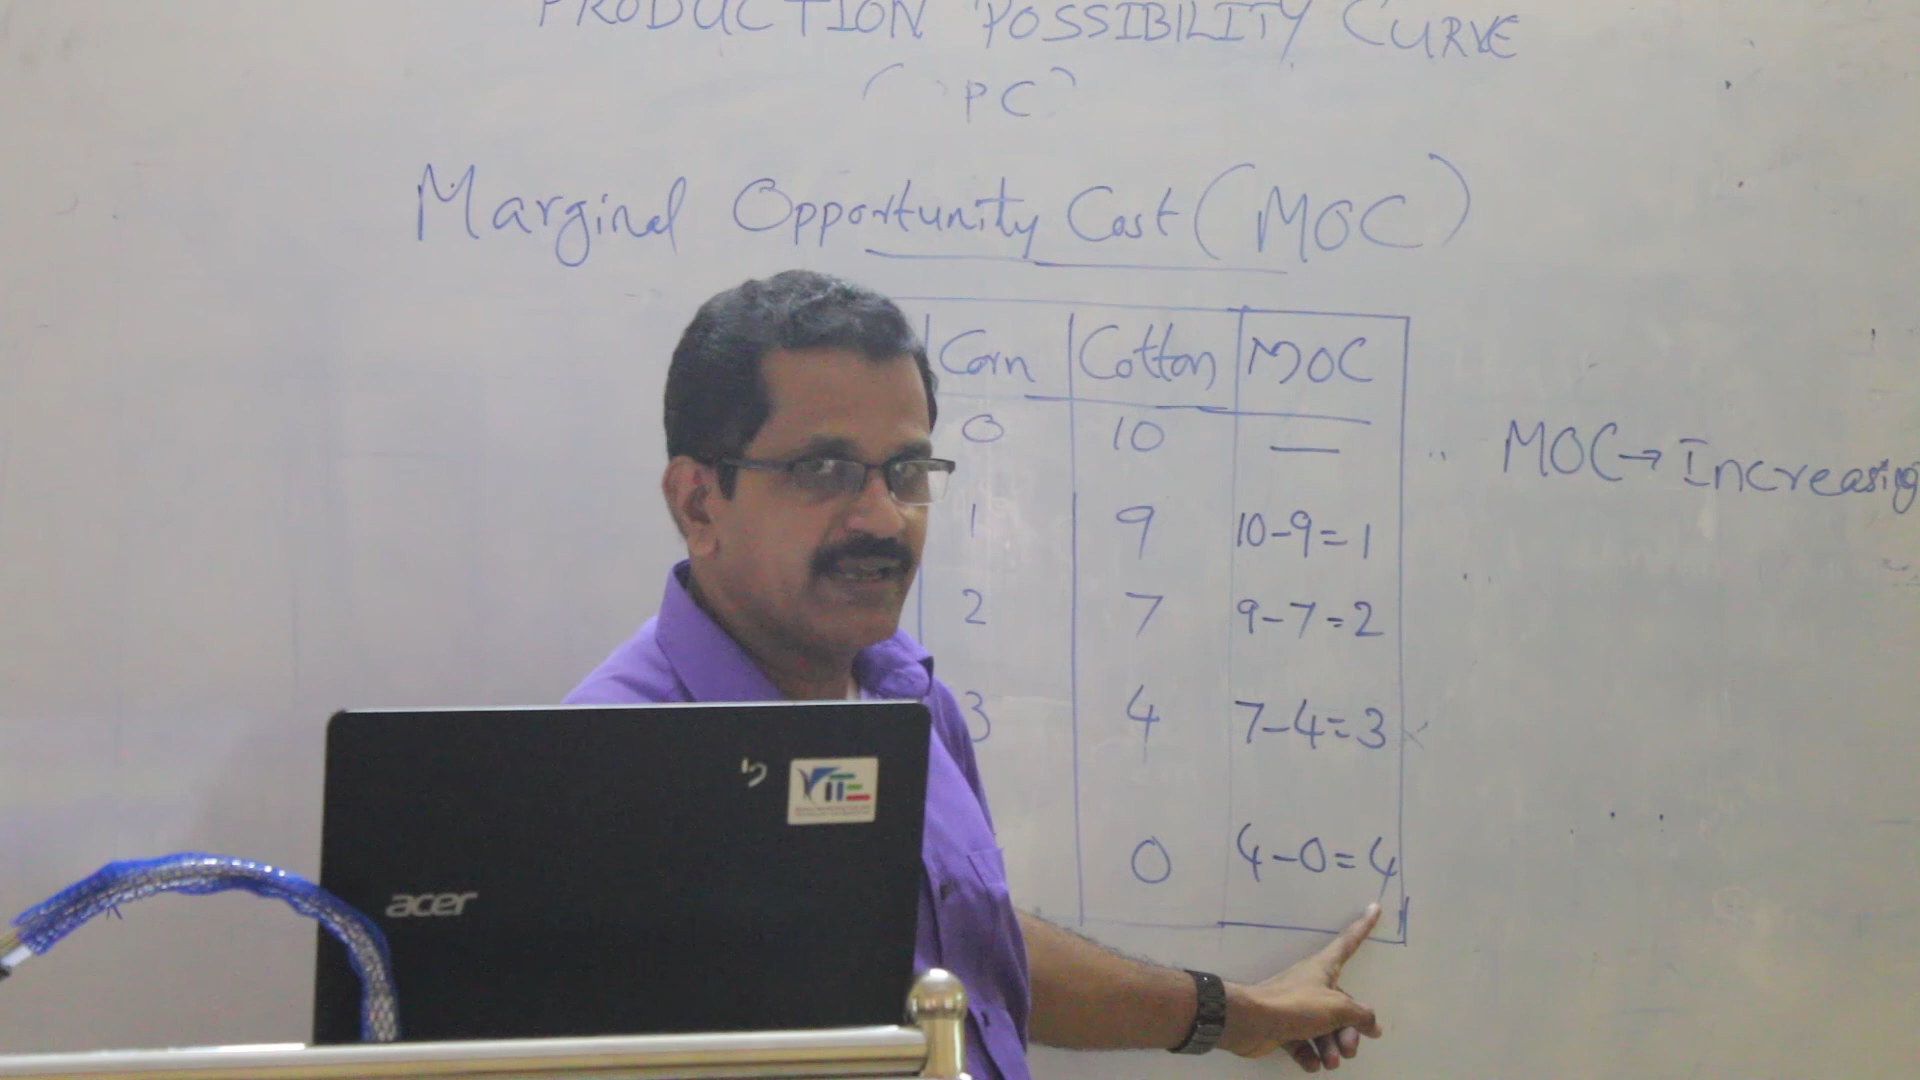 PRODUCTION POSSIBILITY CURVE
( PC )
Marginal Opportunity Cost (MOC)
Corn Cotton MOC
0 10 —
MOC → Increasing
1 9 10-9=1
2 7 9-7=2
3 4 7-4=3
0 4-0=4
acer